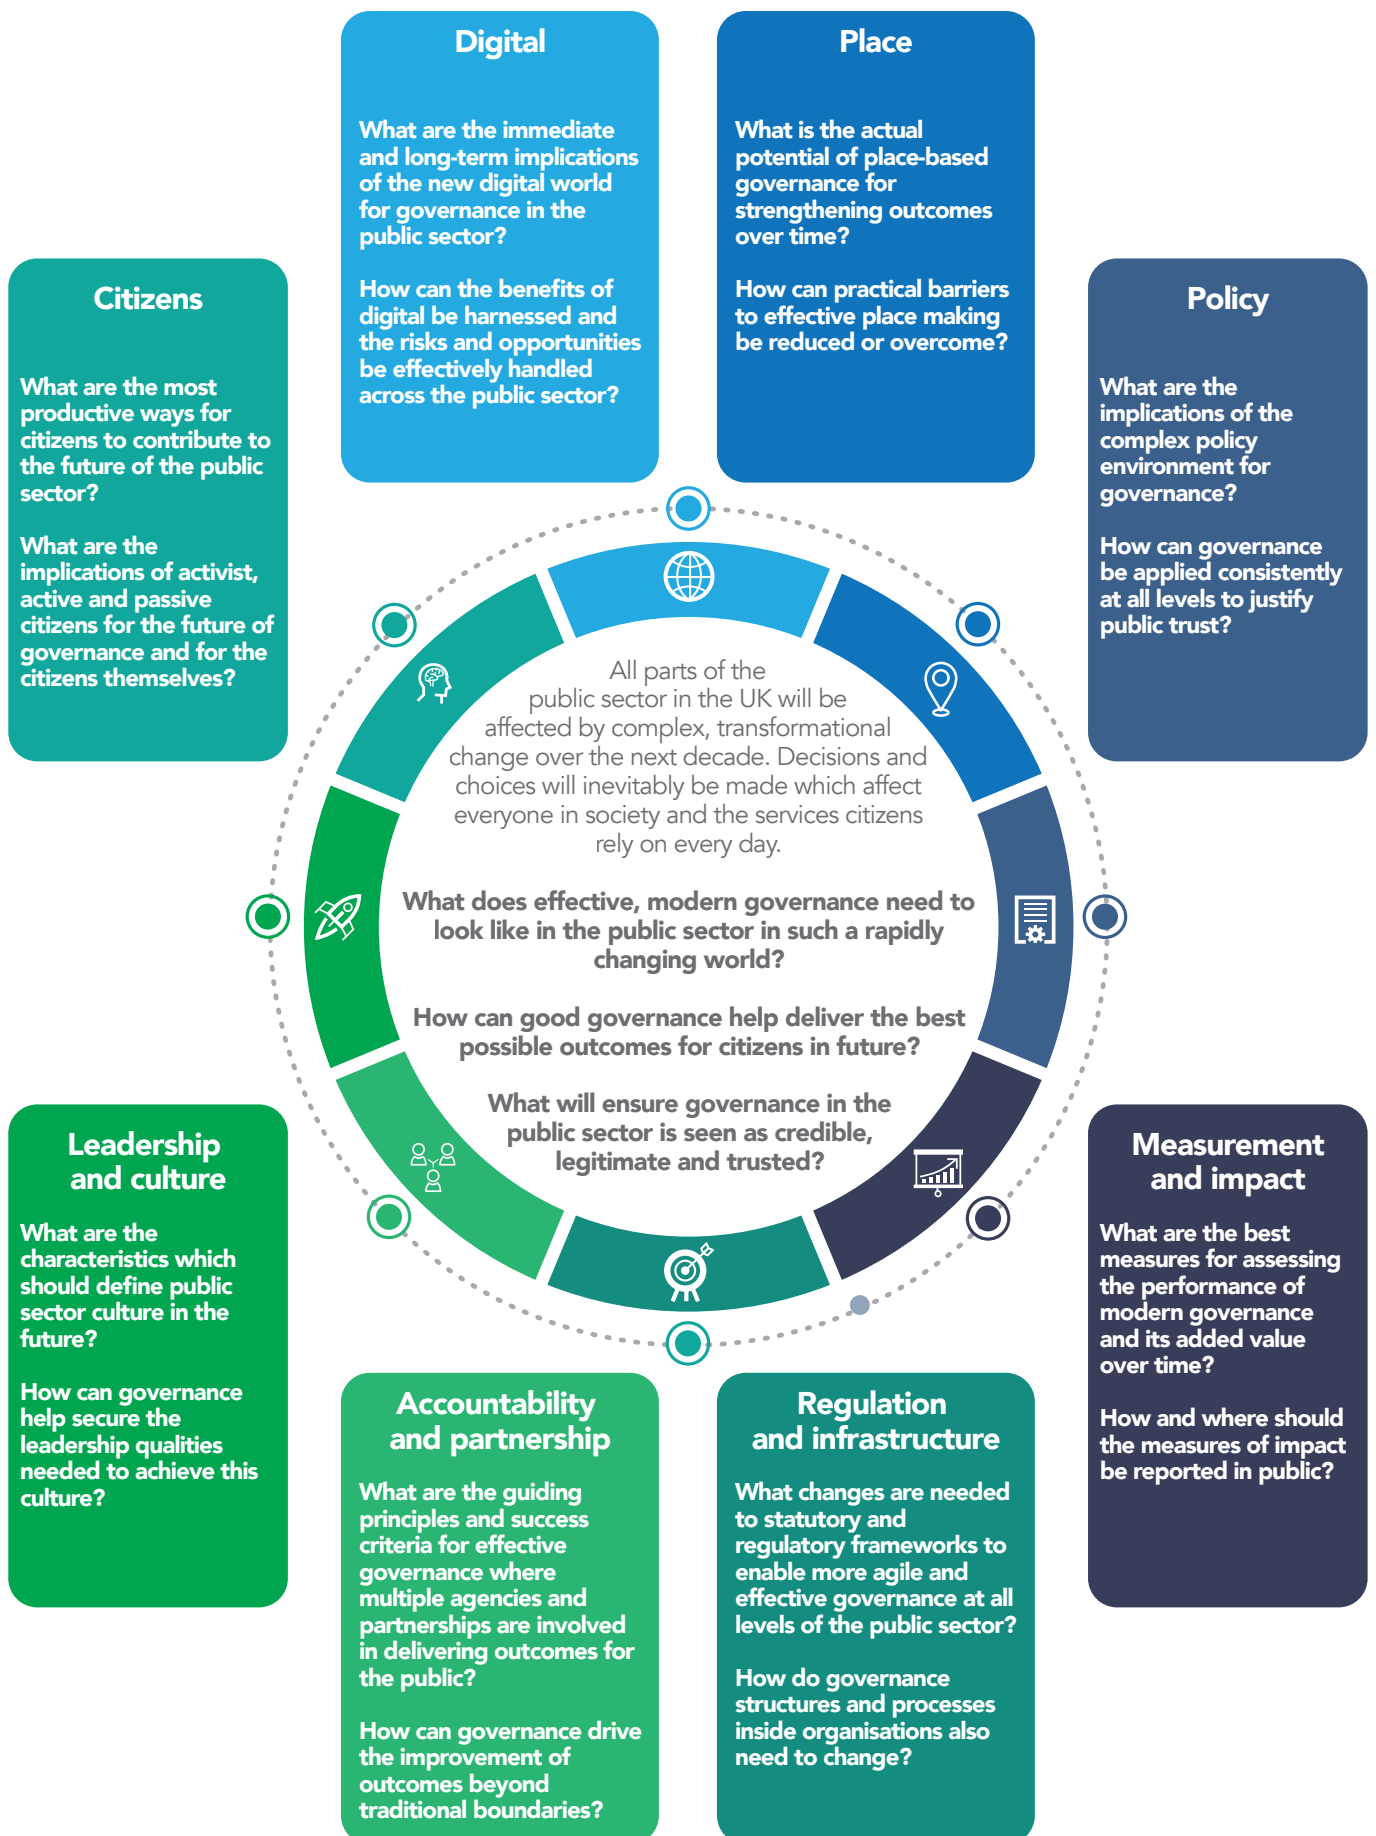 Digital
What are the immediate
and long-term implications
of the new digital world
for governance in the
public sector?
How can the benefits of
digital be harnessed and
the risks and opportunities
be effectively handled
across the public sector?
Place
What is the actual
potential of place-based
governance for
strengthening outcomes
over time?
How can practical barriers
to effective place making
be reduced or overcome?
Citizens
What are the most
productive ways for
citizens to contribute to
the future of the public
sector?
What are the
implications of activist,
active and passive
citizens for the future of
governance and for the
citizens themselves?
Policy
What are the
implications of the
complex policy
environment for
governance?
How can governance
be applied consistently
at all levels to justify
public trust?
All parts of the
public sector in the UK will be
affected by complex, transformational
change over the next decade. Decisions and
choices will inevitably be made which affect
everyone in society and the services citizens
rely on every day.
What does effective, modern governance need to
look like in the public sector in such a rapidly
changing world?
How can good governance help deliver the best
possible outcomes for citizens in future?
What will ensure governance in the
public sector is seen as credible,
legitimate and trusted?
Leadership
and culture
What are the
characteristics which
should define public
sector culture in the
future?
How can governance
help secure the
leadership qualities
needed to achieve this
culture?
Measurement
and impact
What are the best
measures for assessing
the performance of
modern governance
and its added value
over time?
How and where should
the measures of impact
be reported in public?
Accountability
and partnership
What are the guiding
principles and success
criteria for effective
governance where
multiple agencies and
partnerships are involved
in delivering outcomes for
the public?
How can governance drive
the improvement of
outcomes beyond
traditional boundaries?
Regulation
and infrastructure
What changes are needed
to statutory and
regulatory frameworks to
enable more agile and
effective governance at all
levels of the public sector?
How do governance
structures and processes
inside organisations also
need to change?